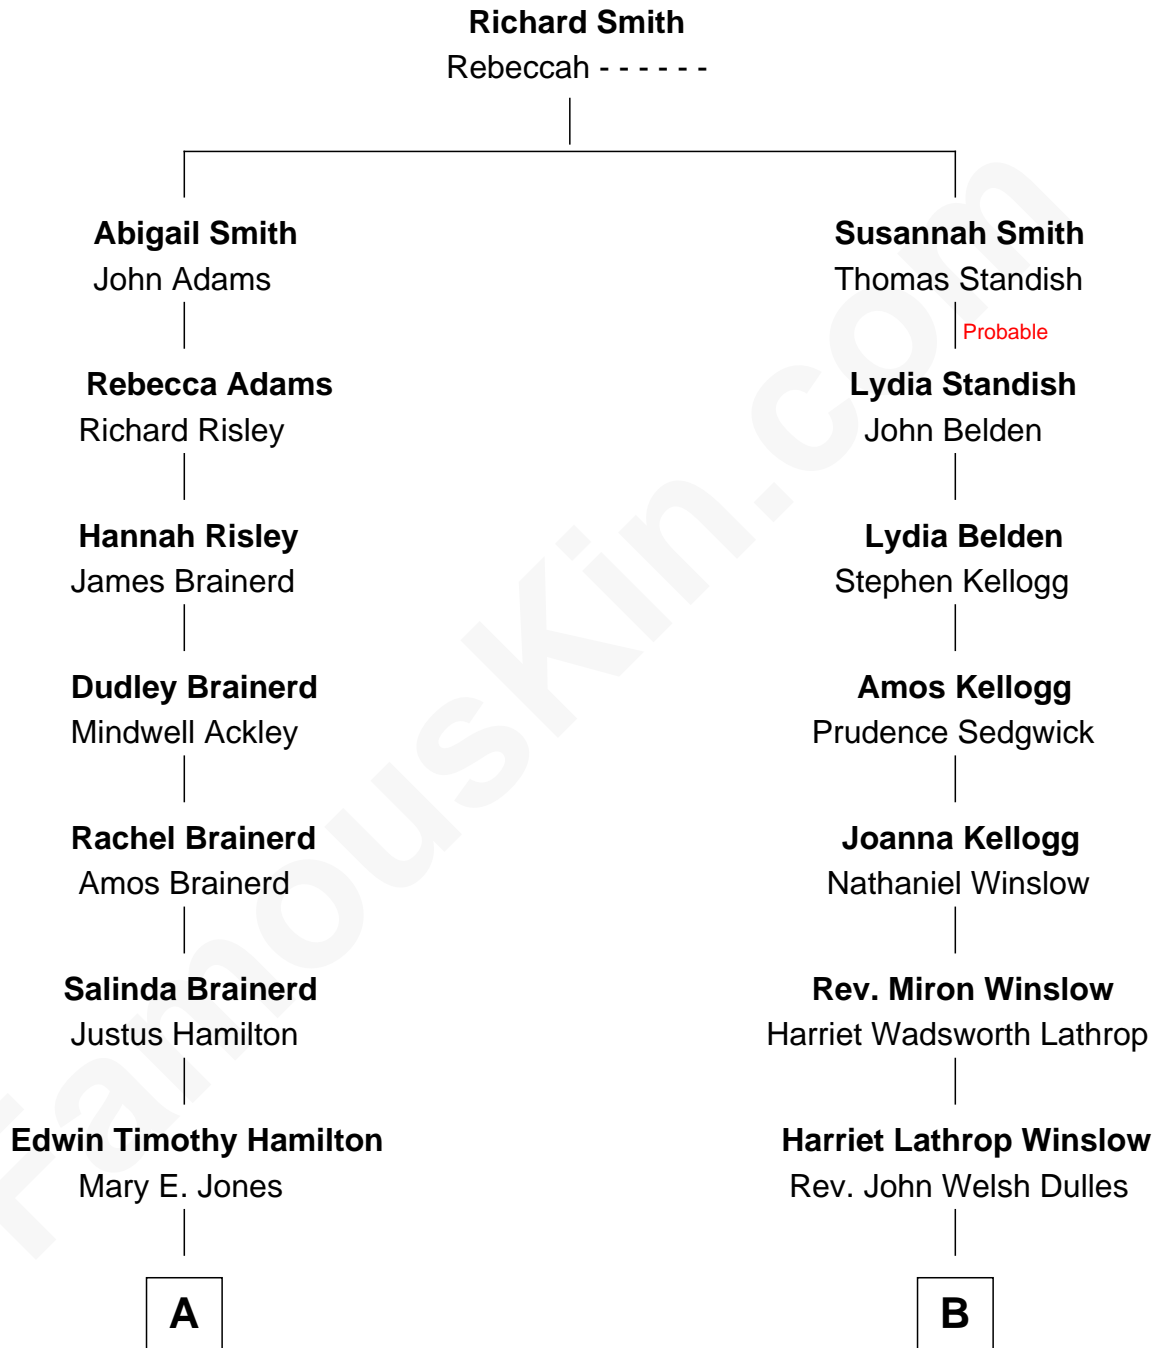 Richard Smith
Rebeccah - - - - - -
Abigail Smith
John Adams
Susannah Smith
Thomas Standish
Probable
Rebecca Adams
Richard Risley
Lydia Standish
John Belden
Hannah Risley
James Brainerd
Lydia Belden
Stephen Kellogg
Dudley Brainerd
Mindwell Ackley
Amos Kellogg
Prudence Sedgwick
Rachel Brainerd
Amos Brainerd
Joanna Kellogg
Nathaniel Winslow
Salinda Brainerd
Justus Hamilton
Rev. Miron Winslow
Harriet Wadsworth Lathrop
Edwin Timothy Hamilton
Mary E. Jones
Harriet Lathrop Winslow
Rev. John Welsh Dulles
A
B
FamousKin.com